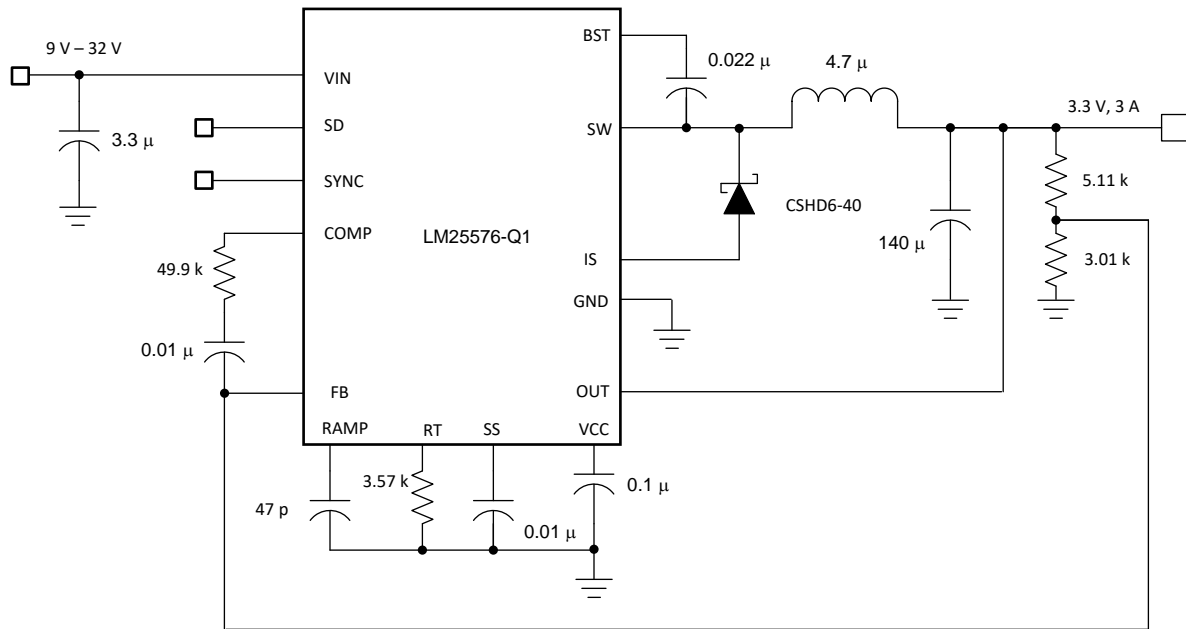 9 V – 32 V
VIN
BST
0.022 μ
4.7 μ
3.3 V, 3 A
3.3 μ
SD
SW
SYNC
5.11 k
COMP
LM25576-Q1
CSHD6-40
140 μ
3.01 k
49.9 k
IS
GND
0.01 μ
FB
OUT
RAMP
RT
SS
VCC
47 p
3.57 k
0.01 μ
0.1 μ